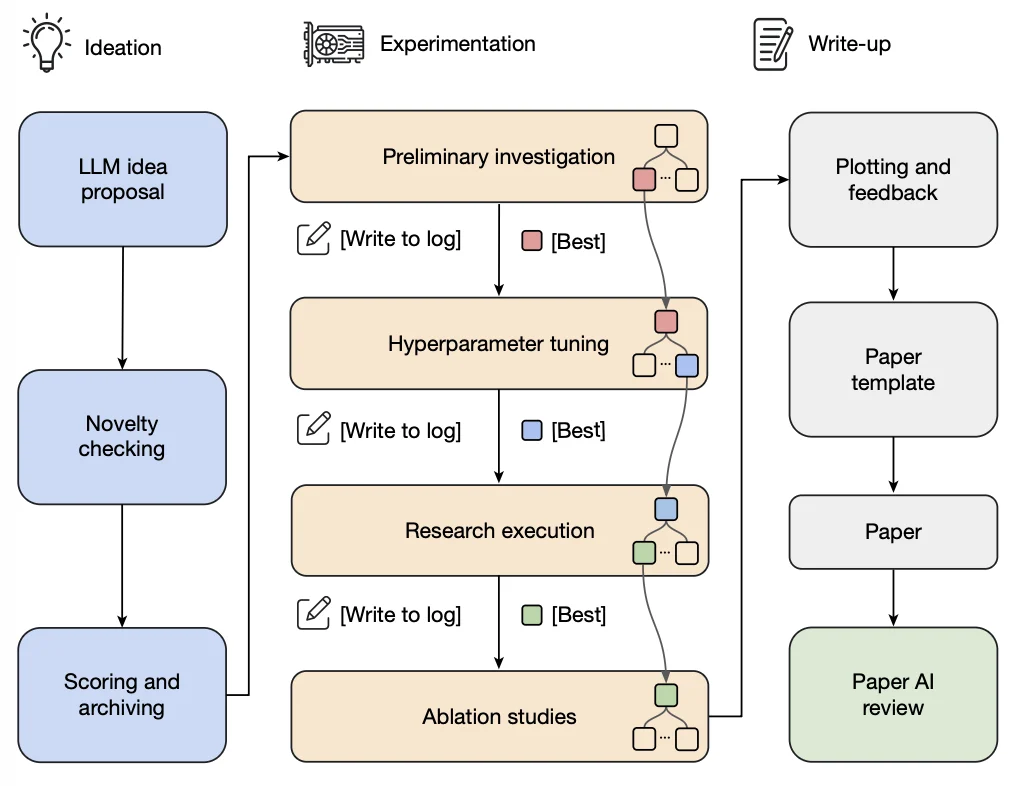 Ideation
Experimentation
Write-up
LLM idea
proposal
Novelty
checking
Scoring and
archiving
Preliminary investigation
[Write to log]
[Best]
Hyperparameter tuning
[Write to log]
[Best]
Research execution
[Write to log]
[Best]
Ablation studies
Plotting and
feedback
Paper
template
Paper
Paper AI
review